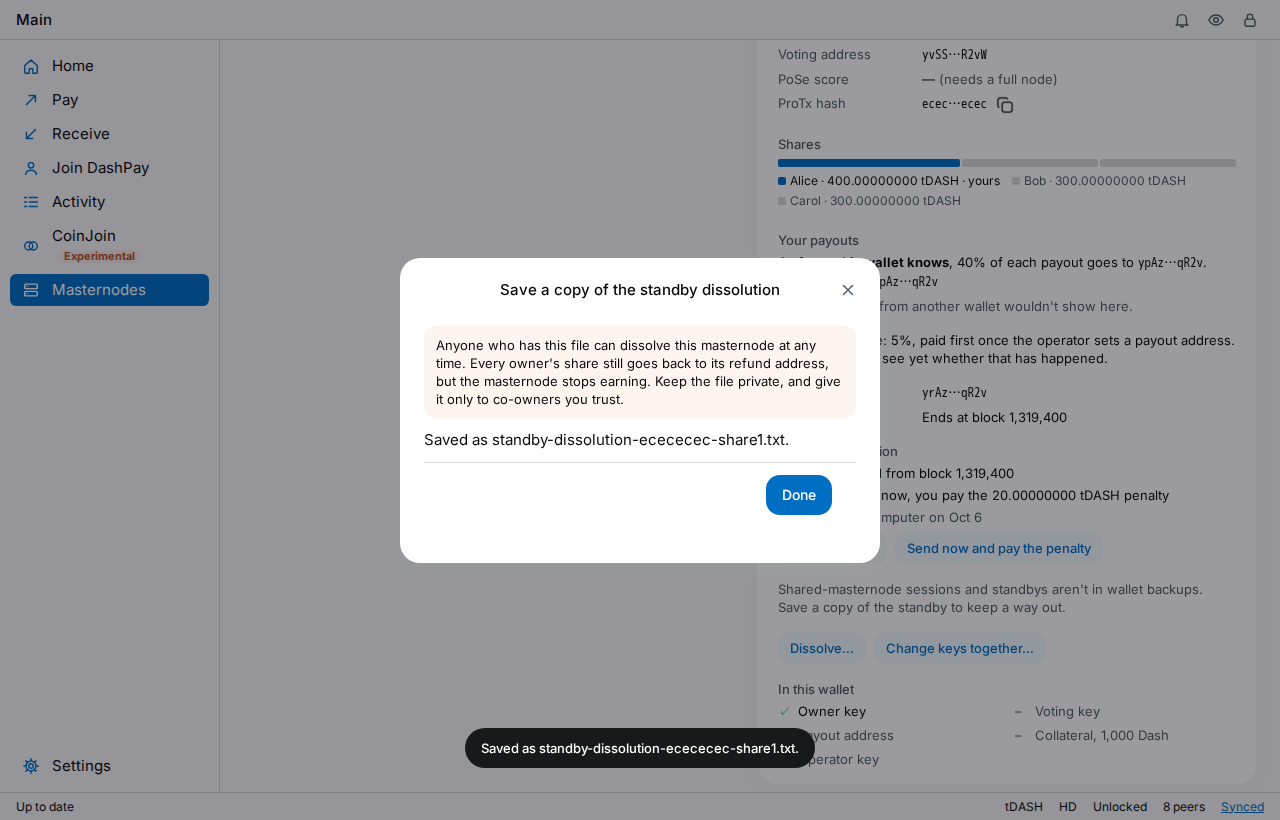 Main
Home
Pay
Receive
Join DashPay
Activity
CoinJoin
Experimental
Masternodes
Settings
Voting address yvSS···R2vW
PoSe score — (needs a full node)
ProTx hash ecec···ecec
Shares
Alice · 400.00000000 tDASH · yours Bob · 300.00000000 tDASH
Carol · 300.00000000 tDASH
Your payouts
wallet knows, 40% of each payout goes to ypAz···qR2v.
pAz···qR2v
from another wallet wouldn't show here.
: 5%, paid first once the operator sets a payout address.
see yet whether that has happened.
yrAz···qR2v
Ends at block 1,319,400
from block 1,319,400
now, you pay the 20.00000000 tDASH penalty
on Oct 6
Send now and pay the penalty
Shared-masternode sessions and standbys aren't in wallet backups.
Save a copy of the standby to keep a way out.
Dissolve... Change keys together...
In this wallet
✓ Owner key – Voting key
address – Collateral, 1,000 Dash
key
Save a copy of the standby dissolution
Anyone who has this file can dissolve this masternode at any
time. Every owner's share still goes back to its refund address,
but the masternode stops earning. Keep the file private, and give
it only to co-owners you trust.
Saved as standby-dissolution-ecececec-share1.txt.
Done
Saved as standby-dissolution-ecececec-share1.txt.
Up to date tDASH HD Unlocked 8 peers Synced